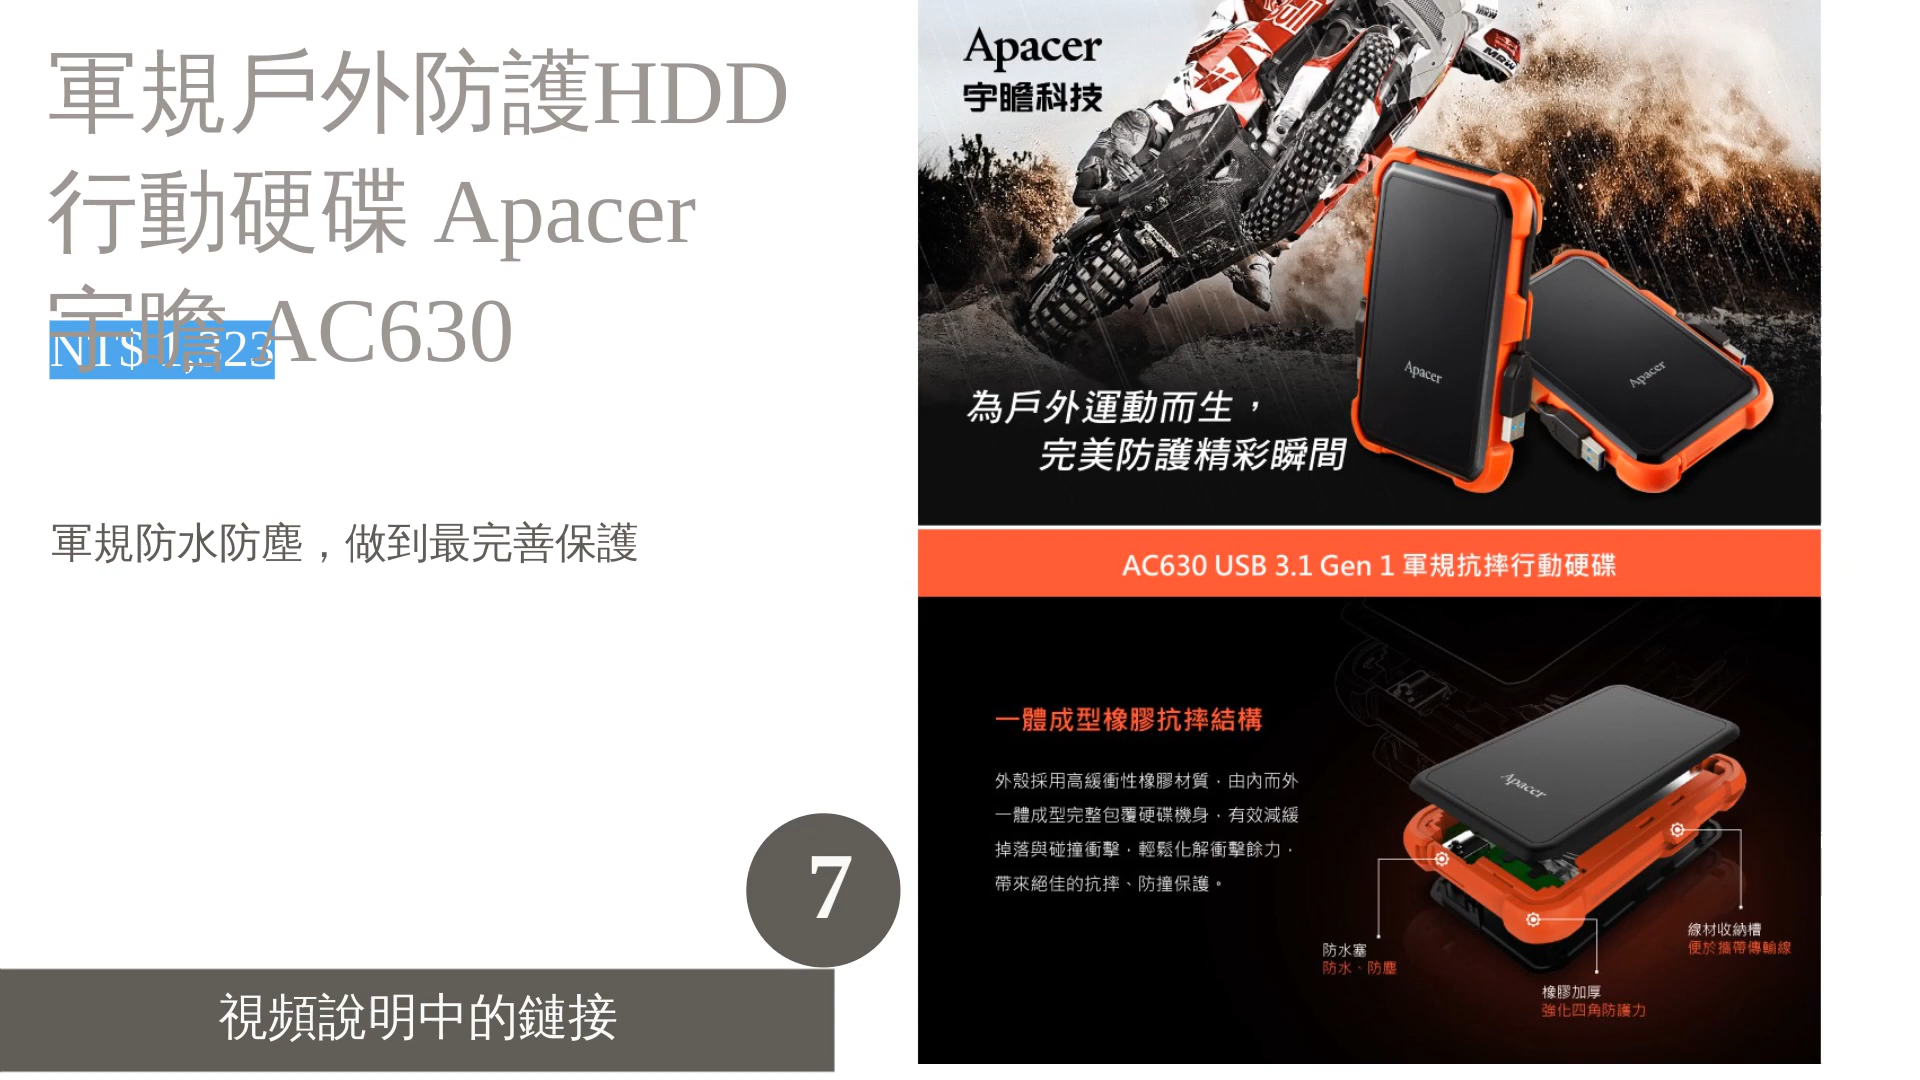 軍規戶外防護HDD
行動硬碟 Apacer
宇瞻 AC630
NT$ 1,323
軍規防水防塵，做到最完善保護
7
視頻說明中的鏈接
Apacer
宇瞻科技
Apacer
Apacer
為戶外運動而生，
完美防護精彩瞬間
AC630 USB 3.1 Gen 1 軍規抗摔行動硬碟
一體成型橡膠抗摔結構
外殼採用高緩衝性橡膠材質，由內而外
一體成型完整包覆硬碟機身，有效減緩
掉落與碰撞衝擊，輕鬆化解衝擊餘力，
帶來絕佳的抗摔、防撞保護。
Apacer
防水塞
防水、防塵
線材收納槽
便於攜帶傳輸線
橡膠加厚
強化四角防護力